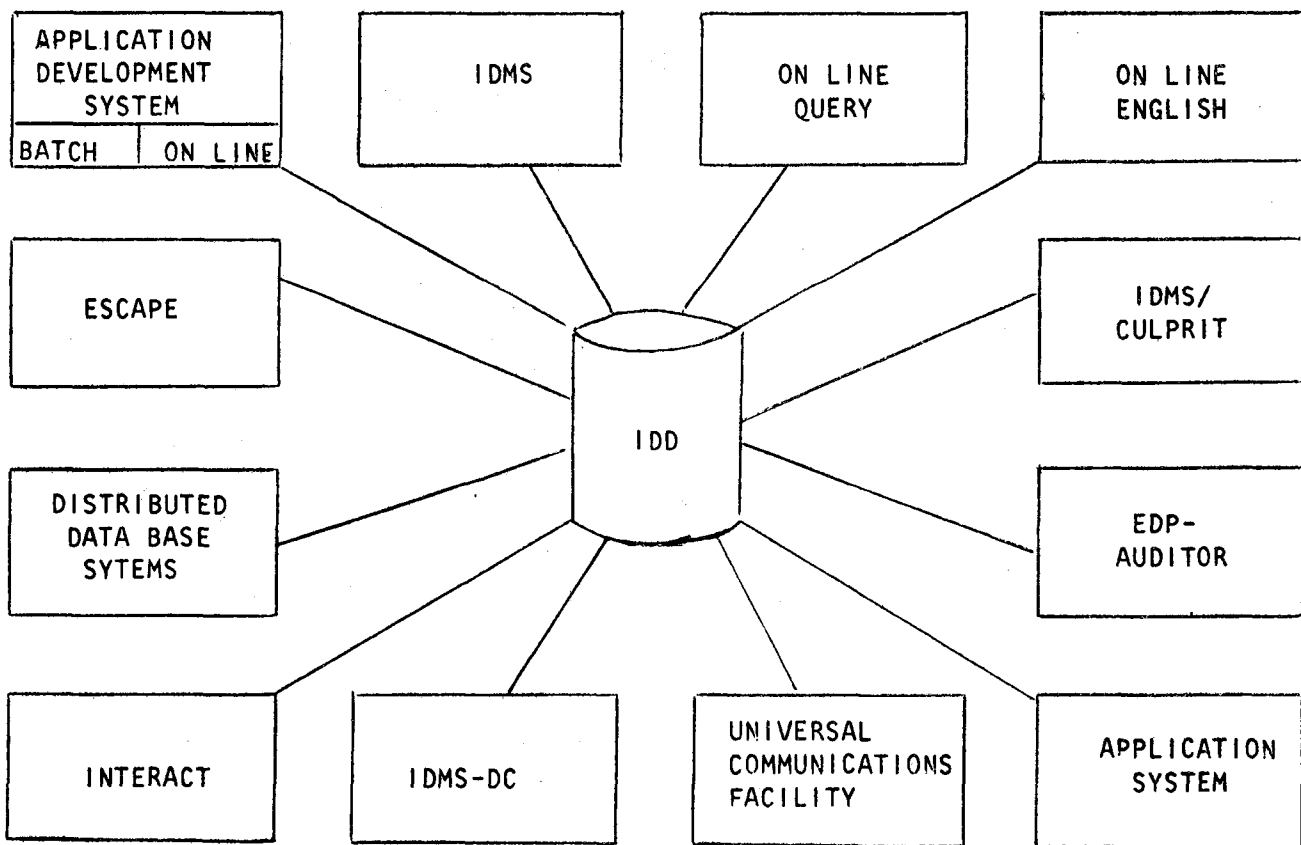 APPLICATION
DEVELOPMENT
SYSTEM
BATCH ON LINE
IDMS
ON LINE
QUERY
ON LINE
ENGLISH
ESCAPE
IDMS/
CULPRIT
IDD
DISTRIBUTED
DATA BASE
SYTEMS
EDP-
AUDITOR
INTERACT
IDMS-DC
UNIVERSAL
COMMUNICATIONS
FACILITY
APPLICATION
SYSTEM